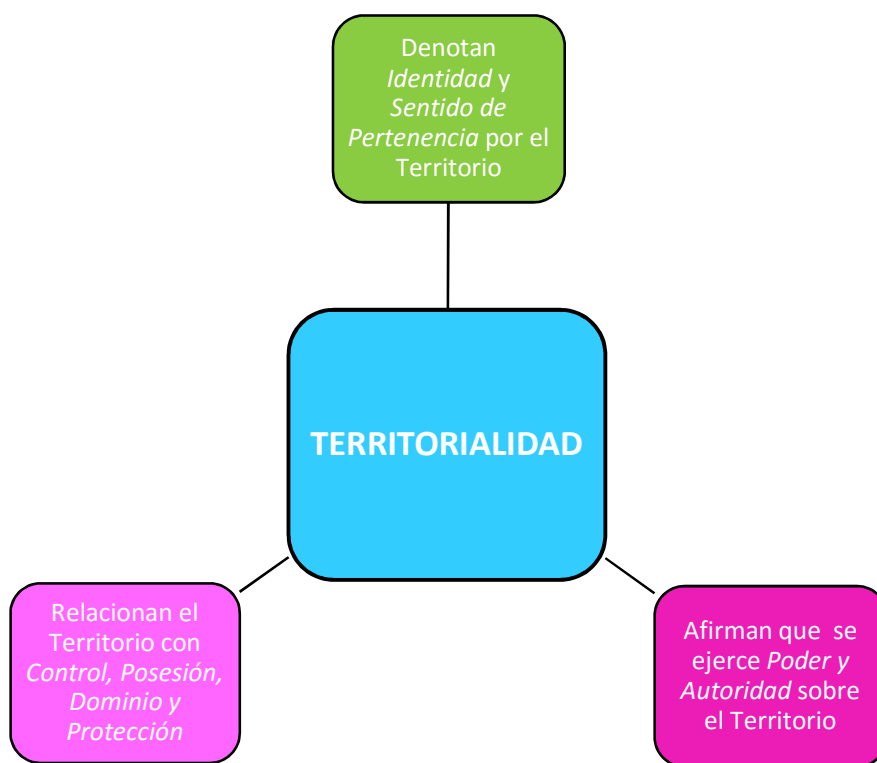 Denotan
Identidad y
Sentido de
Pertenencia por el
Territorio
TERRITORIALIDAD
Relacionan el
Territorio con
Control, Posesión,
Dominio y
Protección
Afirman que  se
ejerce Poder y
Autoridad sobre
el Territorio